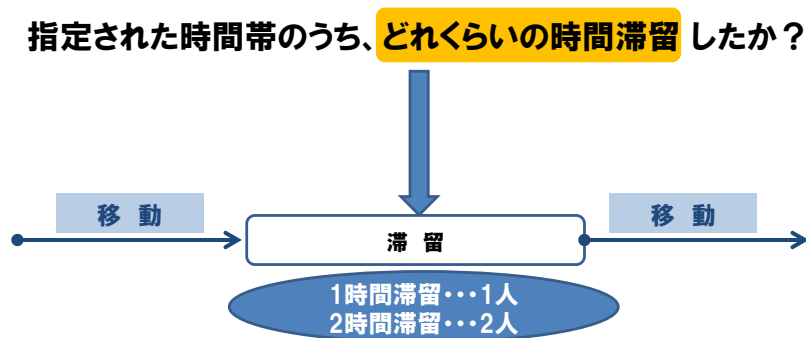 指定された時間帯のうち、どれくらいの時間滞留したか？
移 動
移 動
滞 留
1時間滞留・・・1人
2時間滞留・・・2人